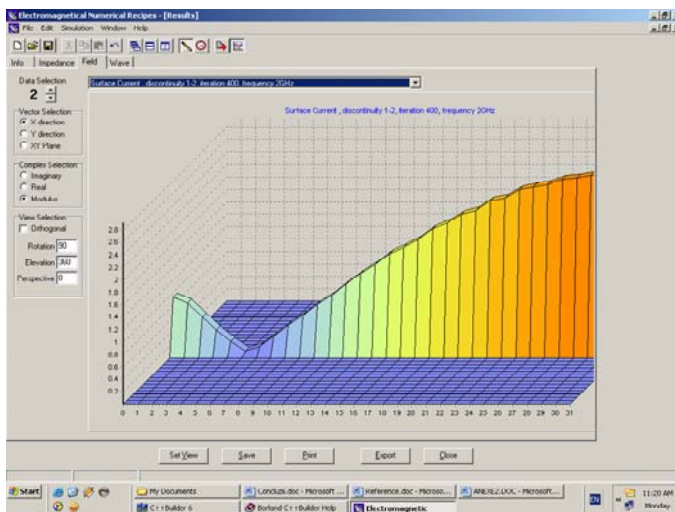 Electromagnetical Numerical Recipes - [Results]
File Edit Simulation Window Help
Info Impedance Field Wave
Data Selection
2
Surface Current , discontinuity 1-2, iteration 400, frequency 2GHz
Vector Selection
X direction
Y direction
XY Plane
Complex Selection
Imaginary
Real
Modulus
View Selection
Orthogonal
Rotation 90
Elevation
Perspective 0
Surface Current , discontinuity 1-2, iteration 400, frequency 2GHz
2.8
2.6
2.4
2.2
2
1.8
1.6
1.4
1.2
1
0.8
0.6
0.4
0.2
0 1 2 3 4 5 6 7 8 9 10 11 12 13 14 15 16 17 18 19 20 21 22 23 24 25 26 27 28 29 30 31
Set View Save Print Export Close
Start
My Documents
Concluzii.doc - Microsoft ...
Reference.doc - Microso...
ANEXE2.DOC - Microsoft...
C++Builder 6
Borland C++Builder Help
Electromagnetic
EN
11:20 AM
Monday